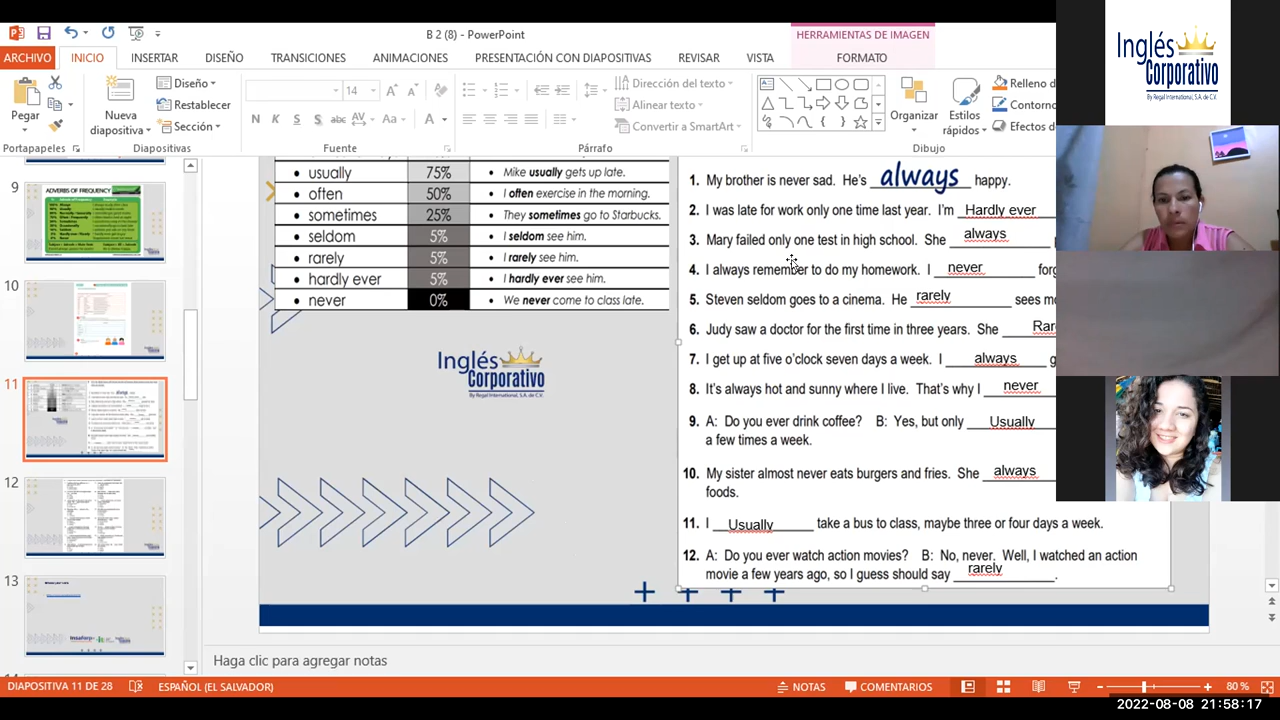 B 2 (8) - PowerPoint
HERRAMIENTAS DE IMAGEN
ARCHIVO INICIO INSERTAR DISEÑO TRANSICIONES ANIMACIONES PRESENTACIÓN CON DIAPOSITIVAS REVISAR VISTA FORMATO
Pegar
Nueva diapositiva
Diseño
Restablecer
Sección
N K S abc AV Aa A
Dirección del texto
Alinear texto
Convertir a SmartArt
Organizar
Estilos rápidos
Relleno d
Contorno
Efectos d
Portapapeles Diapositivas Fuente Párrafo Dibujo
Inglés
Corporativo
By Regal International, S.A. de C.V.
9
ADVERBS OF FREQUENCY
10
11
12
13
• usually 75% • Mike usually gets up late.
• often 50% • I often exercise in the morning.
• sometimes 25% • They sometimes go to Starbucks.
• seldom 5% • I seldom see him.
• rarely 5% • I rarely see him.
• hardly ever 5% • I hardly ever see him.
• never 0% • We never come to class late.
Inglés
Corporativo
By Regal International, S.A. de C.V.
1. My brother is never sad. He's always happy.
2. I was late for work only one time last year. I'm Hardly ever
3. Mary failed only one test in high school. She always
4. I always remember to do my homework. I never forg
5. Steven seldom goes to a cinema. He rarely sees mo
6. Judy saw a doctor for the first time in three years. She Rar
7. I get up at five o'clock seven days a week. I always g
8. It's always hot and sunny where I live. That's why I never
9. A: Do you ever drink coffee? B: Yes, but only Usually
a few times a week.
10. My sister almost never eats burgers and fries. She always
foods.
11. I Usually take a bus to class, maybe three or four days a week.
12. A: Do you ever watch action movies? B: No, never. Well, I watched an action
movie a few years ago, so I guess should say rarely.
Haga clic para agregar notas
DIAPOSITIVA 11 DE 28 ESPAÑOL (EL SALVADOR) NOTAS COMENTARIOS 80 %
2022-08-08 21:58:17